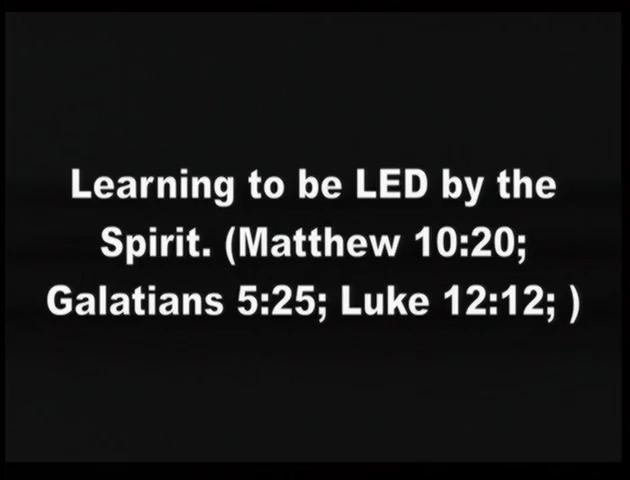 Learning to be LED by the
Spirit. (Matthew 10:20;
Galatians 5:25; Luke 12:12; )